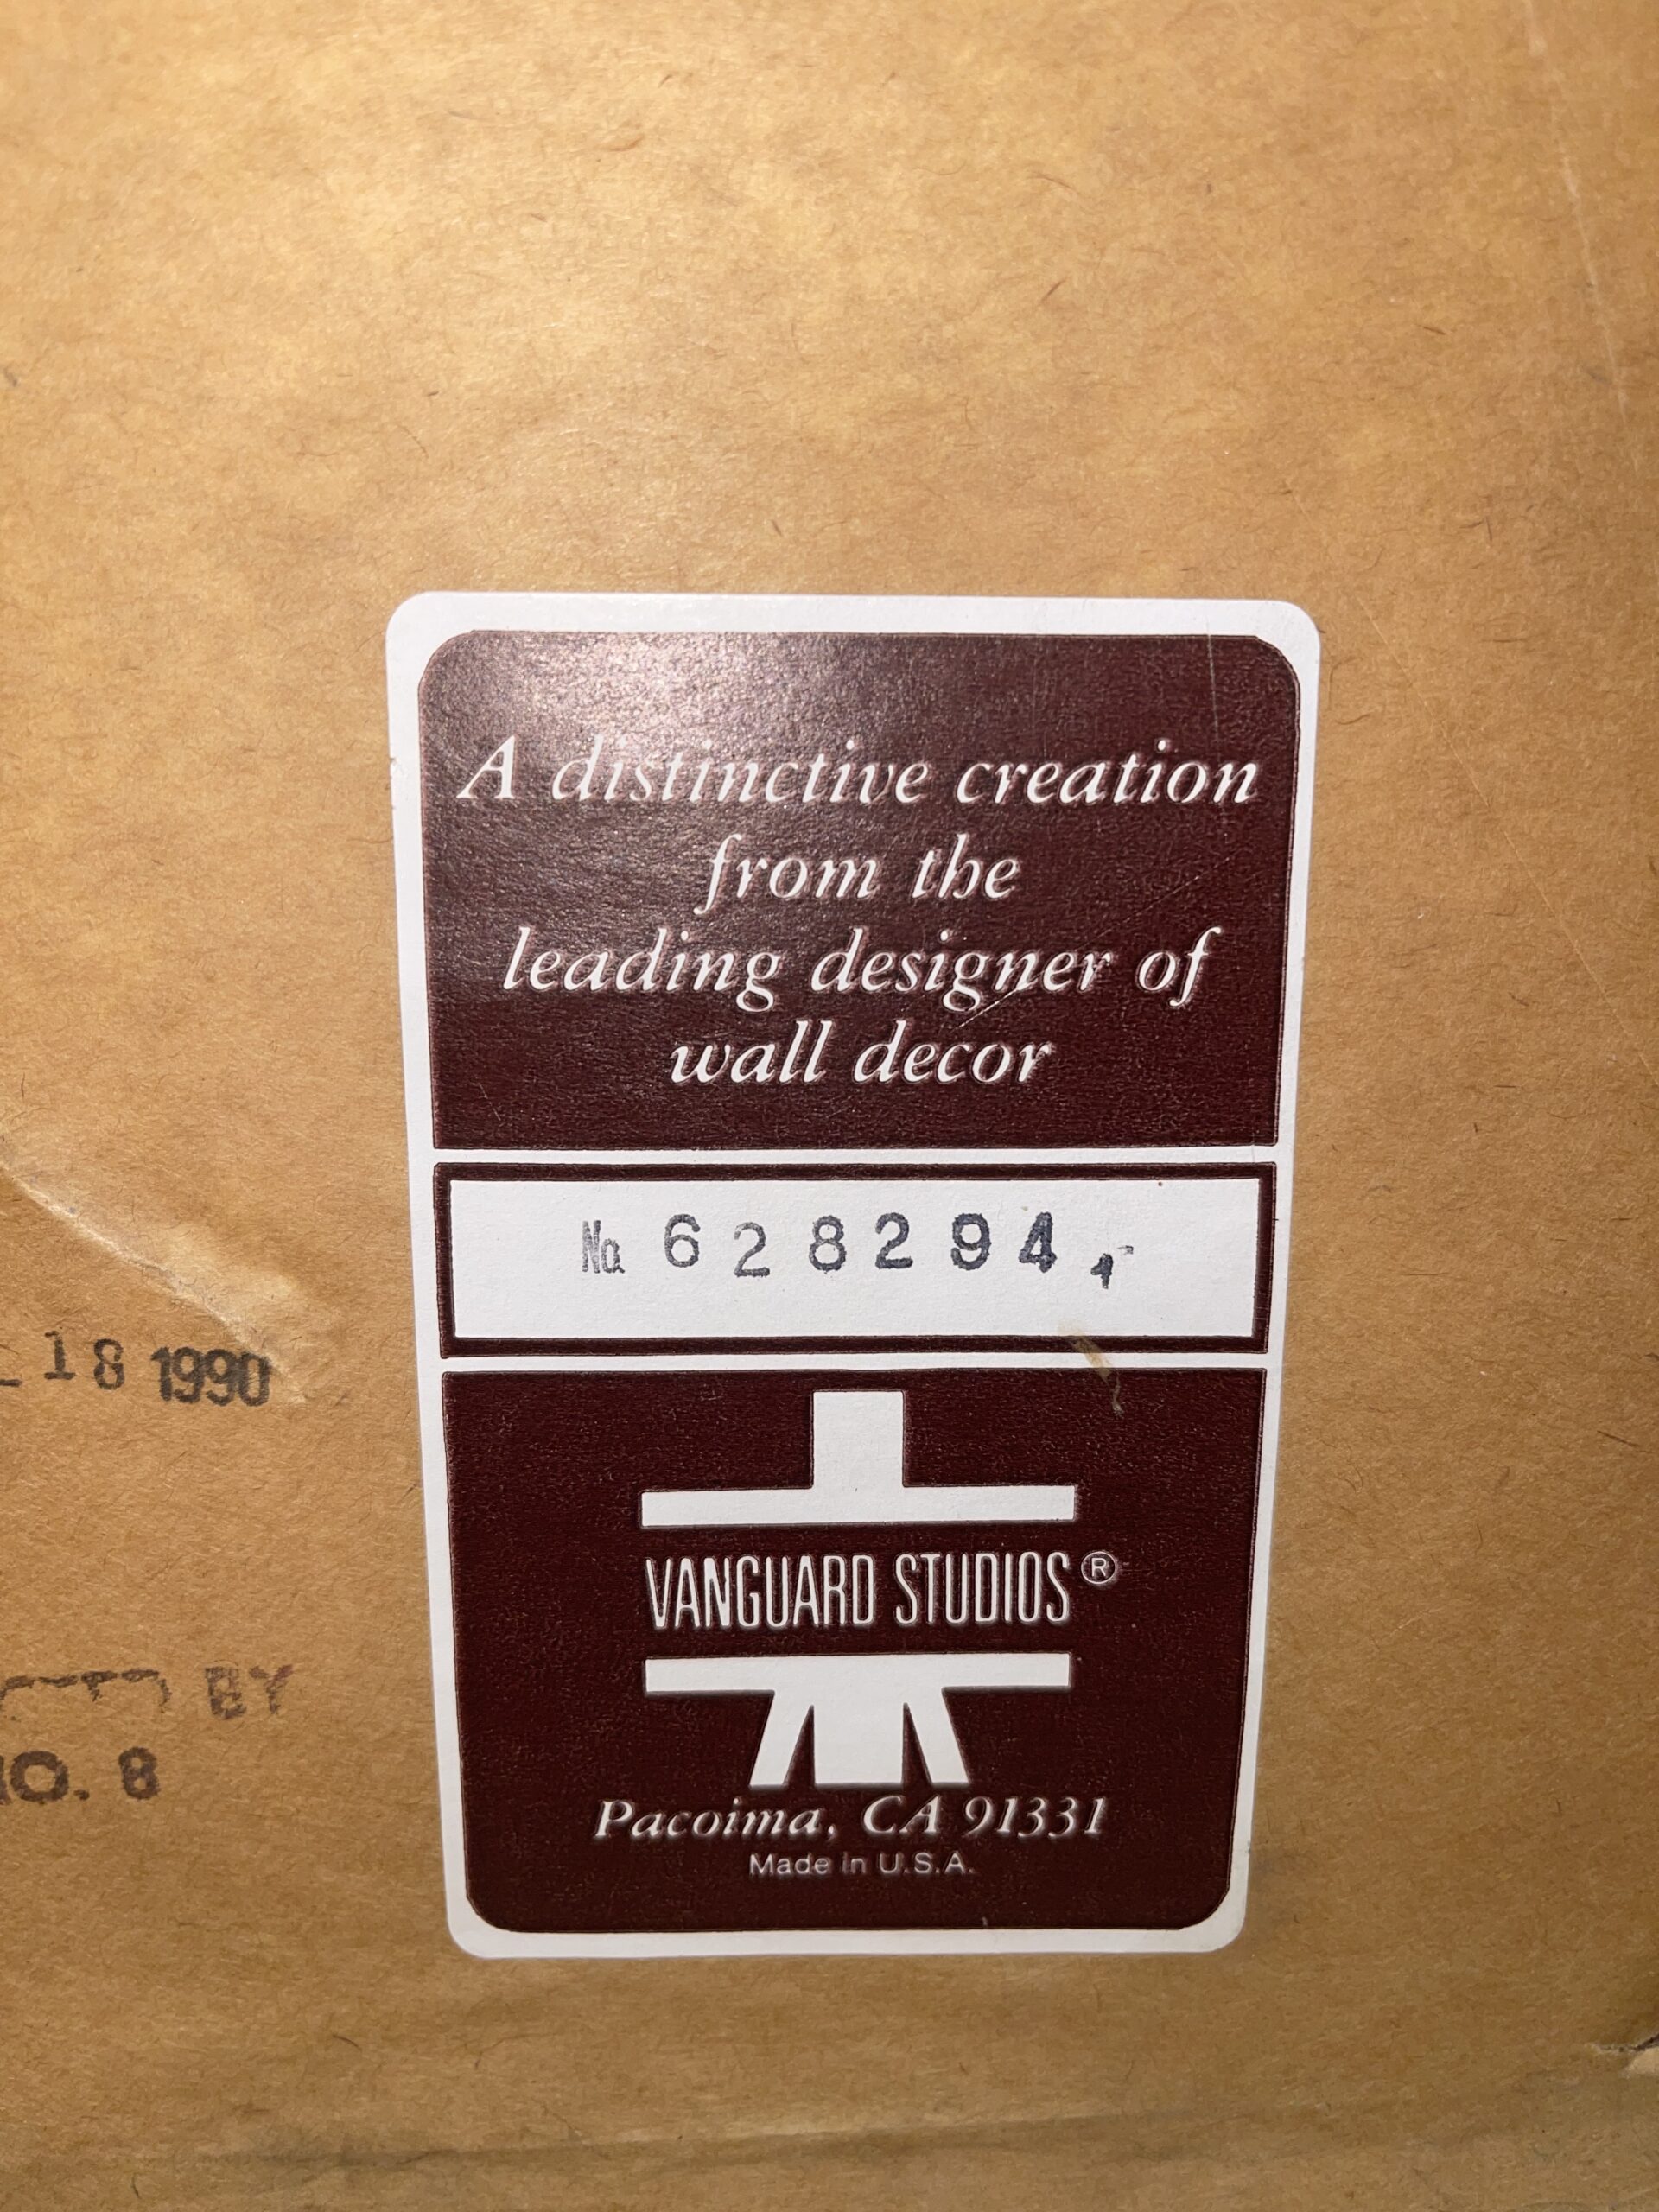 A distinctive creation
from the
leading designer of
wall decor
No 628294
18 1990
BY
NO. 8
VANGUARD STUDIOS®
Pacoima, CA 91331
Made in U.S.A.